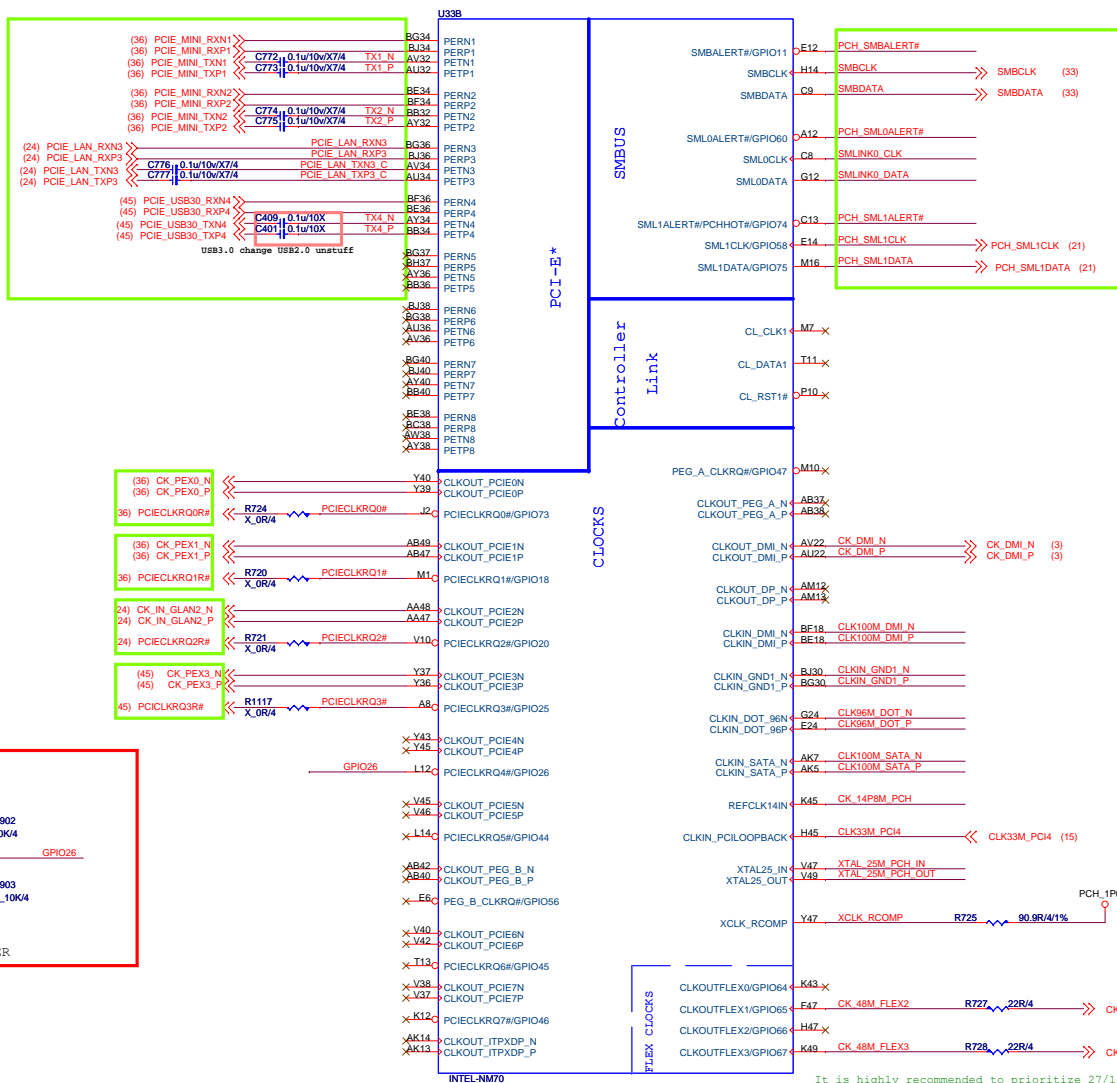 U33B
(36) PCIE_MINI_RXN1 BG34 PERN1
(36) PCIE_MINI_RXP1 BJ34 PERP1
(36) PCIE_MINI_TXN1 C772 0.1u/10v/X7/4 TX1_N AV32 PETN1
(36) PCIE_MINI_TXP1 C773 0.1u/10v/X7/4 TX1_P AU32 PETP1
(36) PCIE_MINI_RXN2 BE34 PERN2
(36) PCIE_MINI_RXP2 BF34 PERP2
(36) PCIE_MINI_TXN2 C774 0.1u/10v/X7/4 TX2_N BB32 PETN2
(36) PCIE_MINI_TXP2 C775 0.1u/10v/X7/4 TX2_P AY32 PETP2
(24) PCIE_LAN_RXN3 PCIE_LAN_RXN3 BG36 PERN3
(24) PCIE_LAN_RXP3 PCIE_LAN_RXP3 BJ36 PERP3
(24) PCIE_LAN_TXN3 C776 0.1u/10v/X7/4 PCIE_LAN_TXN3_C AV34 PETN3
(24) PCIE_LAN_TXP3 C777 0.1u/10v/X7/4 PCIE_LAN_TXP3_C AU34 PETP3
(45) PCIE_USB30_RXN4 BF36 PERN4
(45) PCIE_USB30_RXP4 BE36 PERP4
(45) PCIE_USB30_TXN4 C409 0.1u/10X TX4_N AY34 PETN4
(45) PCIE_USB30_TXP4 C401 0.1u/10X TX4_P BB34 PETP4
USB3.0 change USB2.0 unstuff
BG37 PERN5
BH37 PERP5
AY36 PETN5
BB36 PETP5
BJ38 PERN6
BG38 PERP6
AU36 PETN6
AV36 PETP6
BG40 PERN7
BJ40 PERP7
AY40 PETN7
BB40 PETP7
BE38 PERN8
BC38 PERP8
AW38 PETN8
AY38 PETP8
PCI-E*
(36) CK_PEX0_N Y40 CLKOUT_PCIE0N
(36) CK_PEX0_P Y39 CLKOUT_PCIE0P
36) PCIECLKRQ0R# R724 X_0R/4 PCIECLKRQ0# J2 PCIECLKRQ0#/GPIO73
(36) CK_PEX1_N AB49 CLKOUT_PCIE1N
(36) CK_PEX1_P AB47 CLKOUT_PCIE1P
36) PCIECLKRQ1R# R720 X_0R/4 PCIECLKRQ1# M1 PCIECLKRQ1#/GPIO18
24) CK_IN_GLAN2_N AA48 CLKOUT_PCIE2N
24) CK_IN_GLAN2_P AA47 CLKOUT_PCIE2P
24) PCIECLKRQ2R# R721 X_0R/4 PCIECLKRQ2# V10 PCIECLKRQ2#/GPIO20
(45) CK_PEX3_N Y37 CLKOUT_PCIE3N
(45) CK_PEX3_P Y36 CLKOUT_PCIE3P
45) PCICLKRQ3R# R1117 X_0R/4 PCIECLKRQ3# A8 PCIECLKRQ3#/GPIO25
Y43 CLKOUT_PCIE4N
Y45 CLKOUT_PCIE4P
GPIO26 L12 PCIECLKRQ4#/GPIO26
V45 CLKOUT_PCIE5N
V46 CLKOUT_PCIE5P
L14 PCIECLKRQ5#/GPIO44
AB42 CLKOUT_PEG_B_N
AB40 CLKOUT_PEG_B_P
E6 PEG_B_CLKRQ#/GPIO56
V40 CLKOUT_PCIE6N
V42 CLKOUT_PCIE6P
T13 PCIECLKRQ6#/GPIO45
V38 CLKOUT_PCIE7N
V37 CLKOUT_PCIE7P
K12 PCIECLKRQ7#/GPIO46
AK14 CLKOUT_ITPXDP_N
AK13 CLKOUT_ITPXDP_P
INTEL-NM70
902
0K/4
GPIO26
903
_10K/4
ER
SMBUS
SMBALERT#/GPIO11 E12 PCH_SMBALERT#
SMBCLK H14 SMBCLK SMBCLK (33)
SMBDATA C9 SMBDATA SMBDATA (33)
SML0ALERT#/GPIO60 A12 PCH_SML0ALERT#
SML0CLK C8 SMLINK0_CLK
SML0DATA G12 SMLINK0_DATA
SML1ALERT#/PCHHOT#/GPIO74 C13 PCH_SML1ALERT#
SML1CLK/GPIO58 E14 PCH_SML1CLK PCH_SML1CLK (21)
SML1DATA/GPIO75 M16 PCH_SML1DATA PCH_SML1DATA (21)
Controller
Link
CL_CLK1 M7
CL_DATA1 T11
CL_RST1# P10
CLOCKS
PEG_A_CLKRQ#/GPIO47 M10
CLKOUT_PEG_A_N AB37
CLKOUT_PEG_A_P AB38
CLKOUT_DMI_N AV22 CK_DMI_N CK_DMI_N (3)
CLKOUT_DMI_P AU22 CK_DMI_P CK_DMI_P (3)
CLKOUT_DP_N AM12
CLKOUT_DP_P AM13
CLKIN_DMI_N BF18 CLK100M_DMI_N
CLKIN_DMI_P BE18 CLK100M_DMI_P
CLKIN_GND1_N BJ30 CLKIN_GND1_N
CLKIN_GND1_P BG30 CLKIN_GND1_P
CLKIN_DOT_96N G24 CLK96M_DOT_N
CLKIN_DOT_96P E24 CLK96M_DOT_P
CLKIN_SATA_N AK7 CLK100M_SATA_N
CLKIN_SATA_P AK5 CLK100M_SATA_P
REFCLK14IN K45 CK_14P8M_PCH
CLKIN_PCILOOPBACK H45 CLK33M_PCI4 CLK33M_PCI4 (15)
XTAL25_IN V47 XTAL_25M_PCH_IN
XTAL25_OUT V49 XTAL_25M_PCH_OUT
PCH_1P
XCLK_RCOMP Y47 XCLK_RCOMP R725 90.9R/4/1%
FLEX CLOCKS
CLKOUTFLEX0/GPIO64 K43
CLKOUTFLEX1/GPIO65 F47 CK_48M_FLEX2 R727 22R/4 CK
CLKOUTFLEX2/GPIO66 H47
CLKOUTFLEX3/GPIO67 K49 CK_48M_FLEX3 R728 22R/4 CK
It is highly recommended to prioritize 27/1